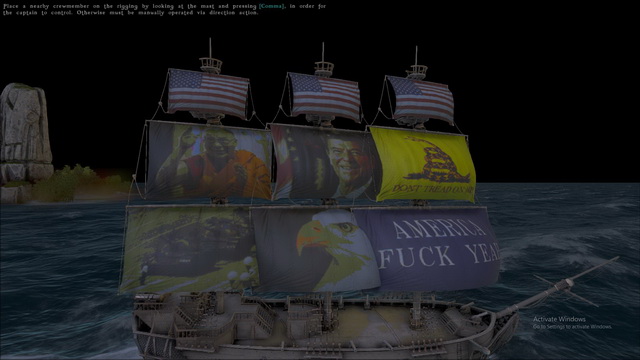 Place a nearby crewmember on the rigging by looking at the mast and pressing [Comma], in order for
the captain to control. Otherwise must be manually operated via direction action.
DON'T TREAD ON ME
AMERICA
FUCK YEA
Activate Windows
Go to Settings to activate Windows.